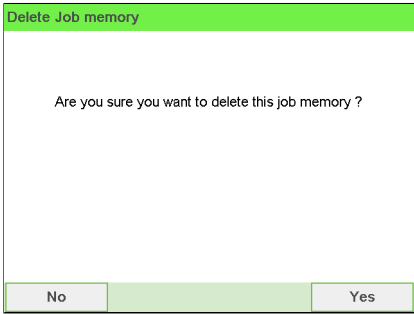 Delete Job memory
Are you sure you want to delete this job memory ?
No
Yes